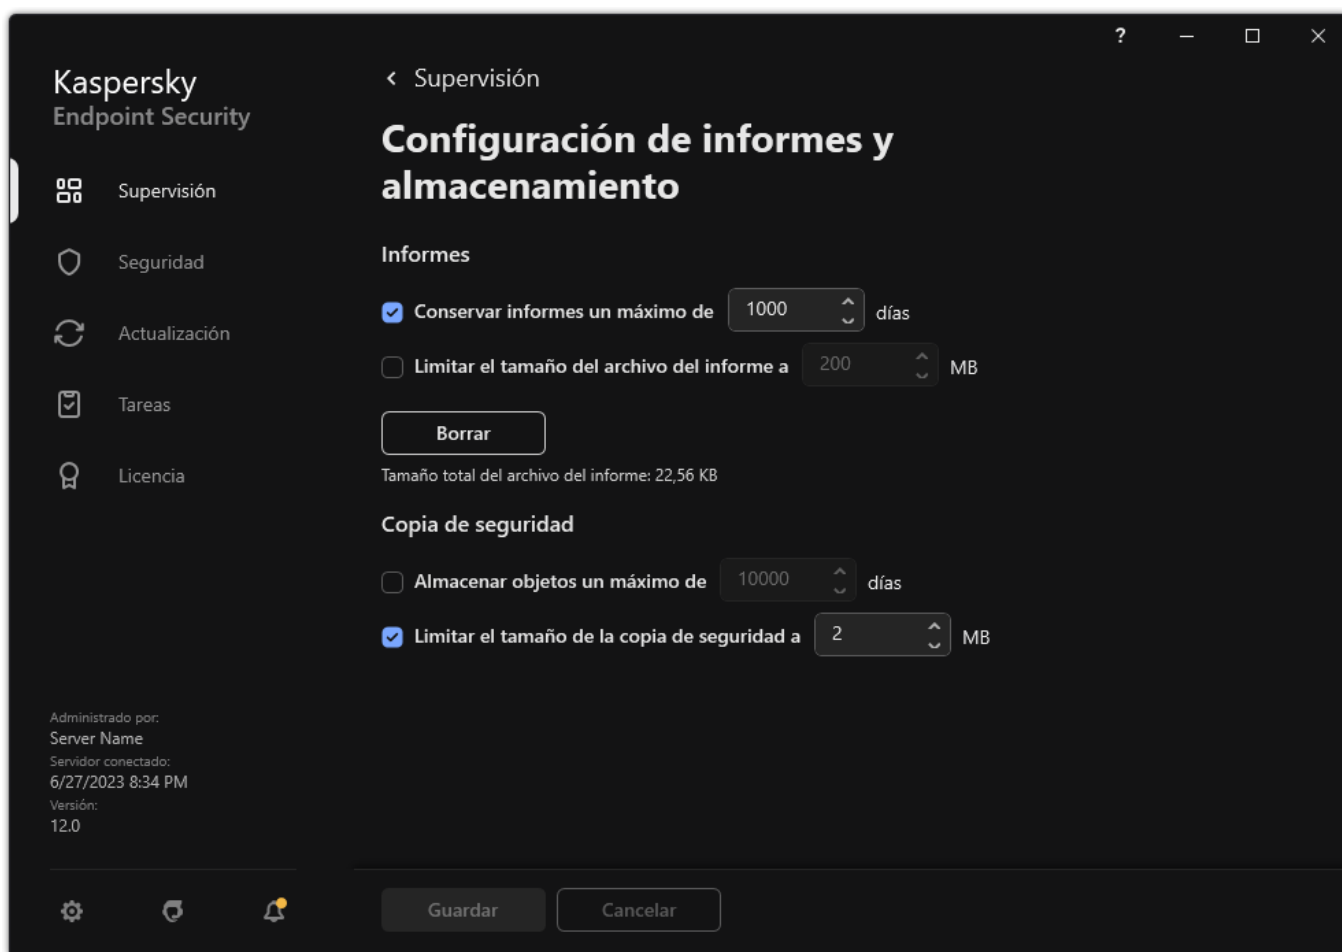 ?
Kaspersky
Endpoint Security
Supervisión
Seguridad
Actualización
Tareas
Licencia
Administrado por:
Server Name
Servidor conectado:
6/27/2023 8:34 PM
Versión:
12.0
Supervisión
Configuración de informes y
almacenamiento
Informes
Conservar informes un máximo de 1000 días
Limitar el tamaño del archivo del informe a 200 MB
Borrar
Tamaño total del archivo del informe: 22,56 KB
Copia de seguridad
Almacenar objetos un máximo de 10000 días
Limitar el tamaño de la copia de seguridad a 2 MB
Guardar Cancelar